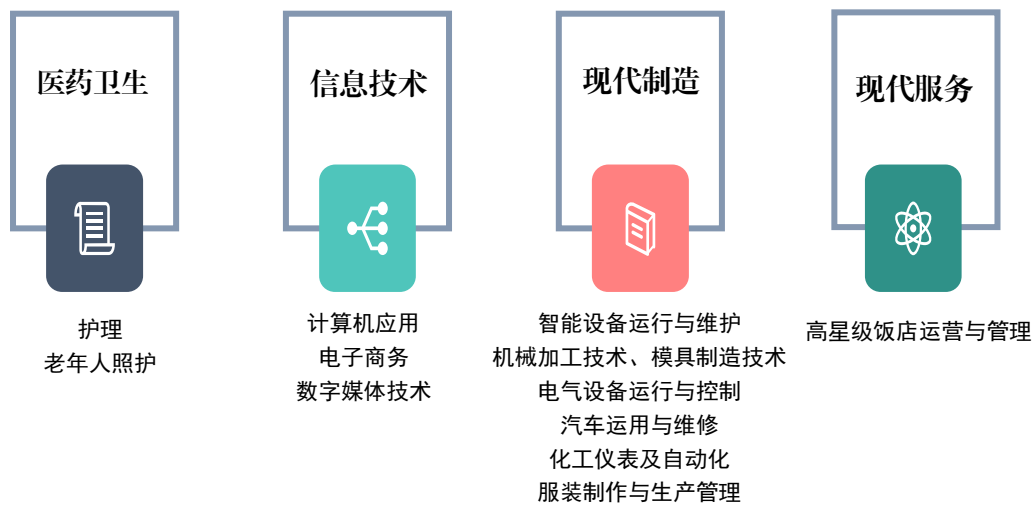 医药卫生
护理
老年人照护
信息技术
计算机应用
电子商务
数字媒体技术
现代制造
智能设备运行与维护
机械加工技术、模具制造技术
电气设备运行与控制
汽车运用与维修
化工仪表及自动化
服装制作与生产管理
现代服务
高星级饭店运营与管理